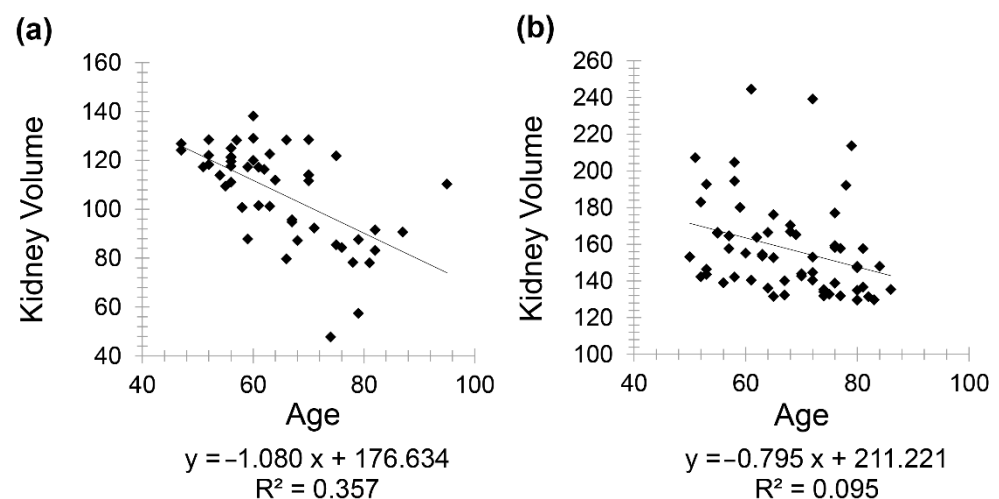 (a)
160
140
120
100
80
60
40
40 60 80 100
Kidney Volume
Age
y = –1.080 x + 176.634
R² = 0.357
(b)
260
240
220
200
180
160
140
120
100
40 60 80 100
Kidney Volume
Age
y = –0.795 x + 211.221
R² = 0.095